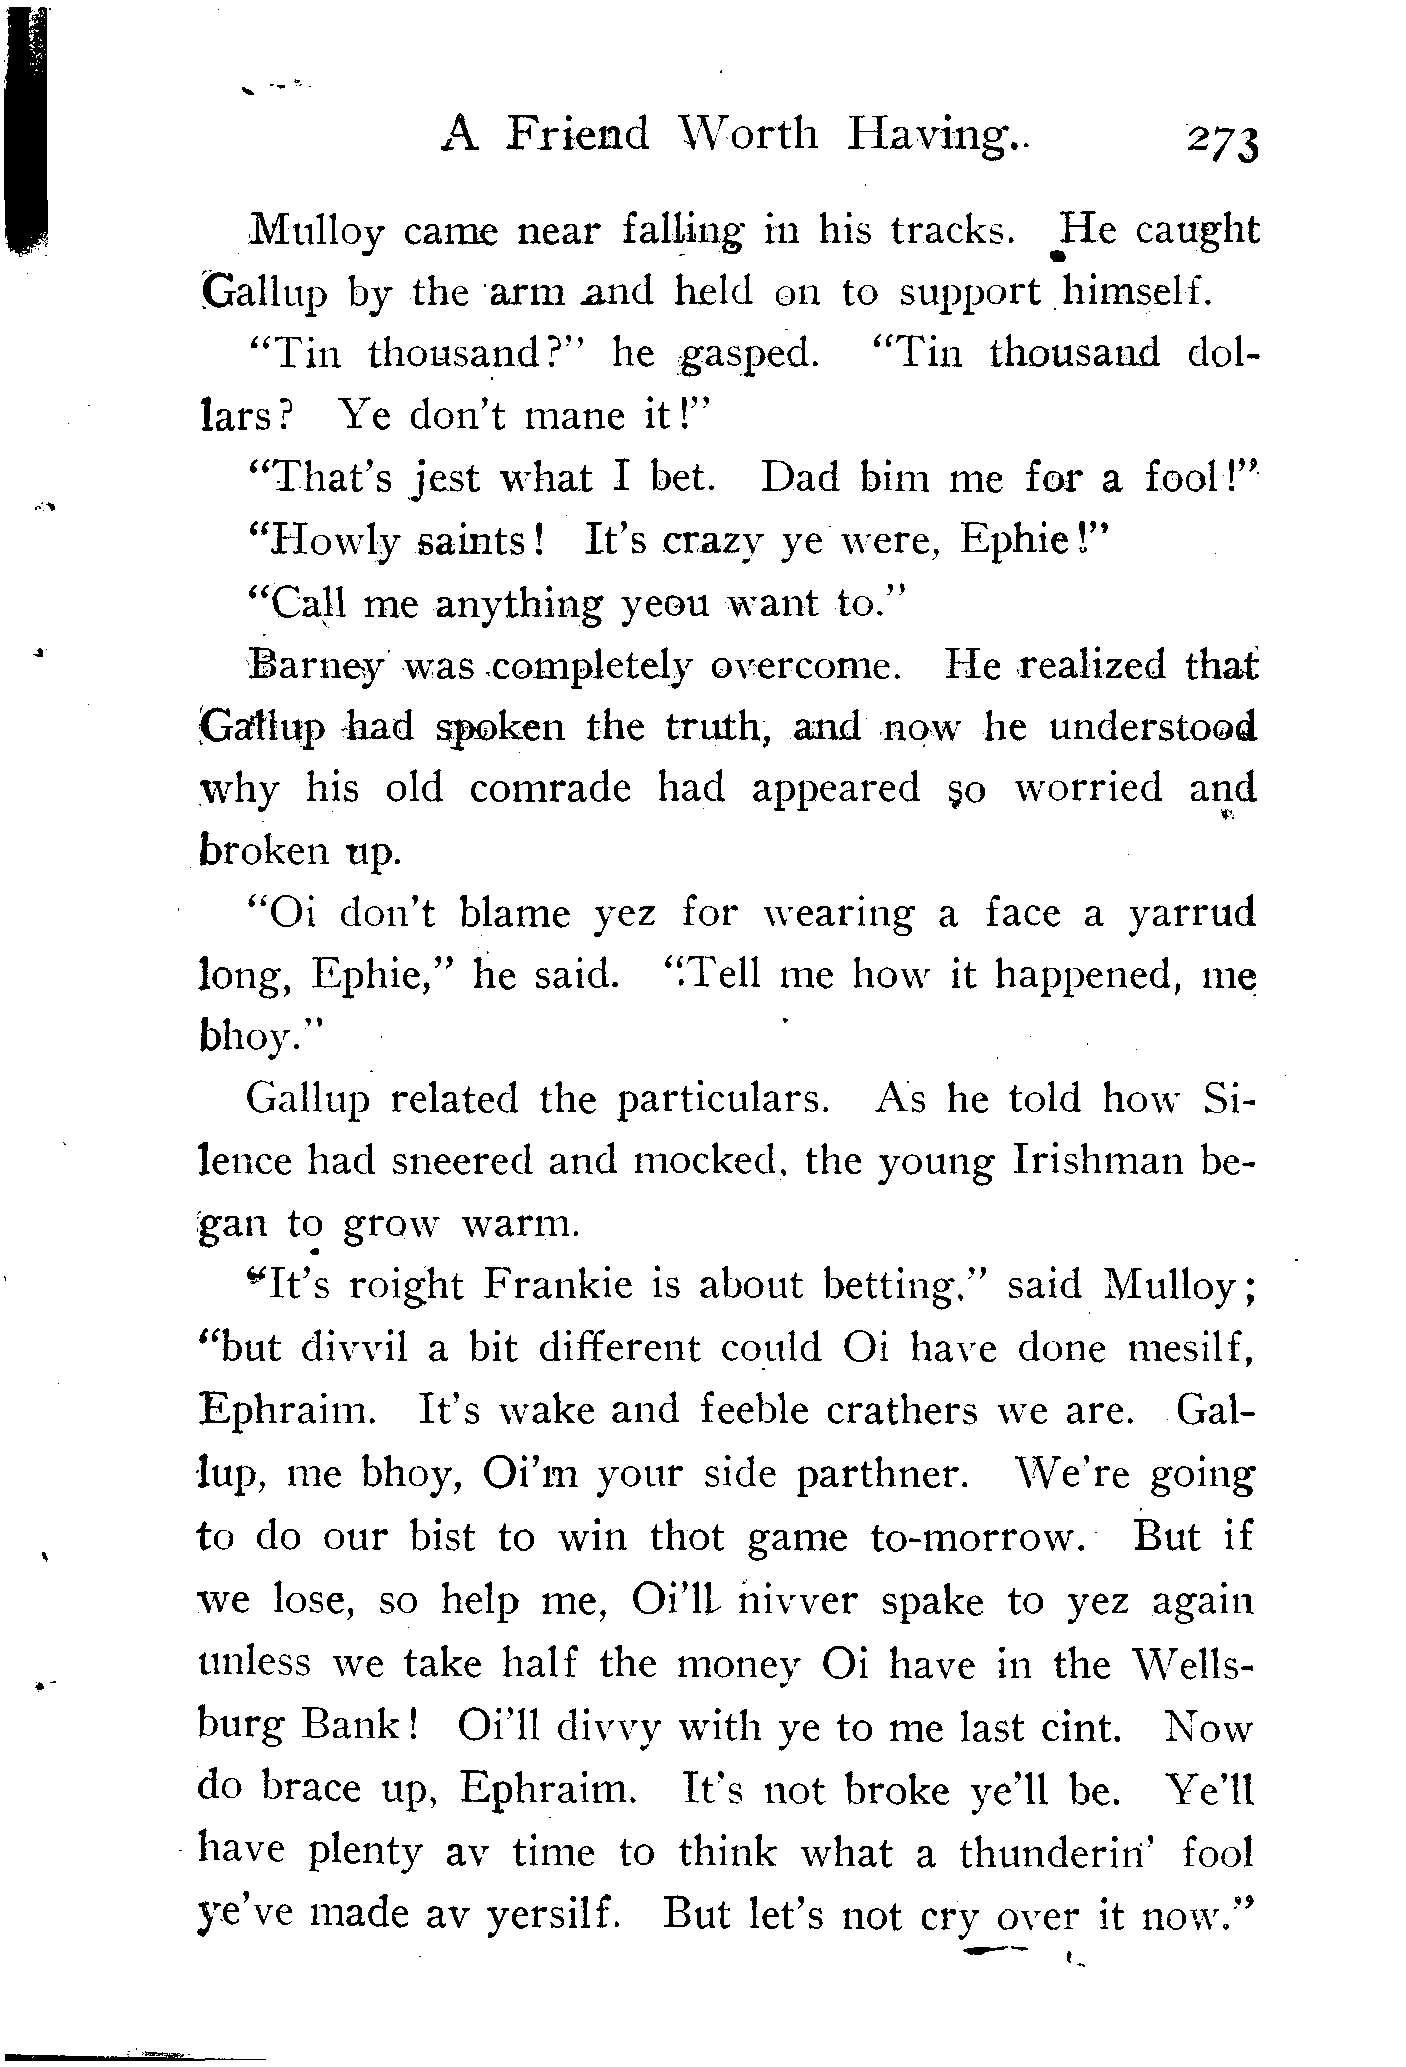 A Friend Worth Having. 273
Mulloy came near falling in his tracks. He caught
Gallup by the arm and held on to support himself.
"Tin thousand?" he gasped. "Tin thousand dol-
lars? Ye don't mane it!"
"That's jest what I bet. Dad bim me for a fool!"
"Howly saints! It's crazy ye were, Ephie!"
"Call me anything yeou want to."
Barney was completely overcome. He realized that
Gallup had spoken the truth, and now he understood
why his old comrade had appeared so worried and
broken up.
"Oi don't blame yez for wearing a face a yarrud
long, Ephie," he said. "Tell me how it happened, me
bhoy."
Gallup related the particulars. As he told how Si-
lence had sneered and mocked, the young Irishman be-
gan to grow warm.
"It's roight Frankie is about betting," said Mulloy;
"but divvil a bit different could Oi have done mesilf,
Ephraim. It's wake and feeble crathers we are. Gal-
lup, me bhoy, Oi'm your side parthner. We're going
to do our bist to win thot game to-morrow. But if
we lose, so help me, Oi'll nivver spake to yez again
unless we take half the money Oi have in the Wells-
burg Bank! Oi'll divvy with ye to me last cint. Now
do brace up, Ephraim. It's not broke ye'll be. Ye'll
have plenty av time to think what a thunderin' fool
ye've made av yersilf. But let's not cry over it now."